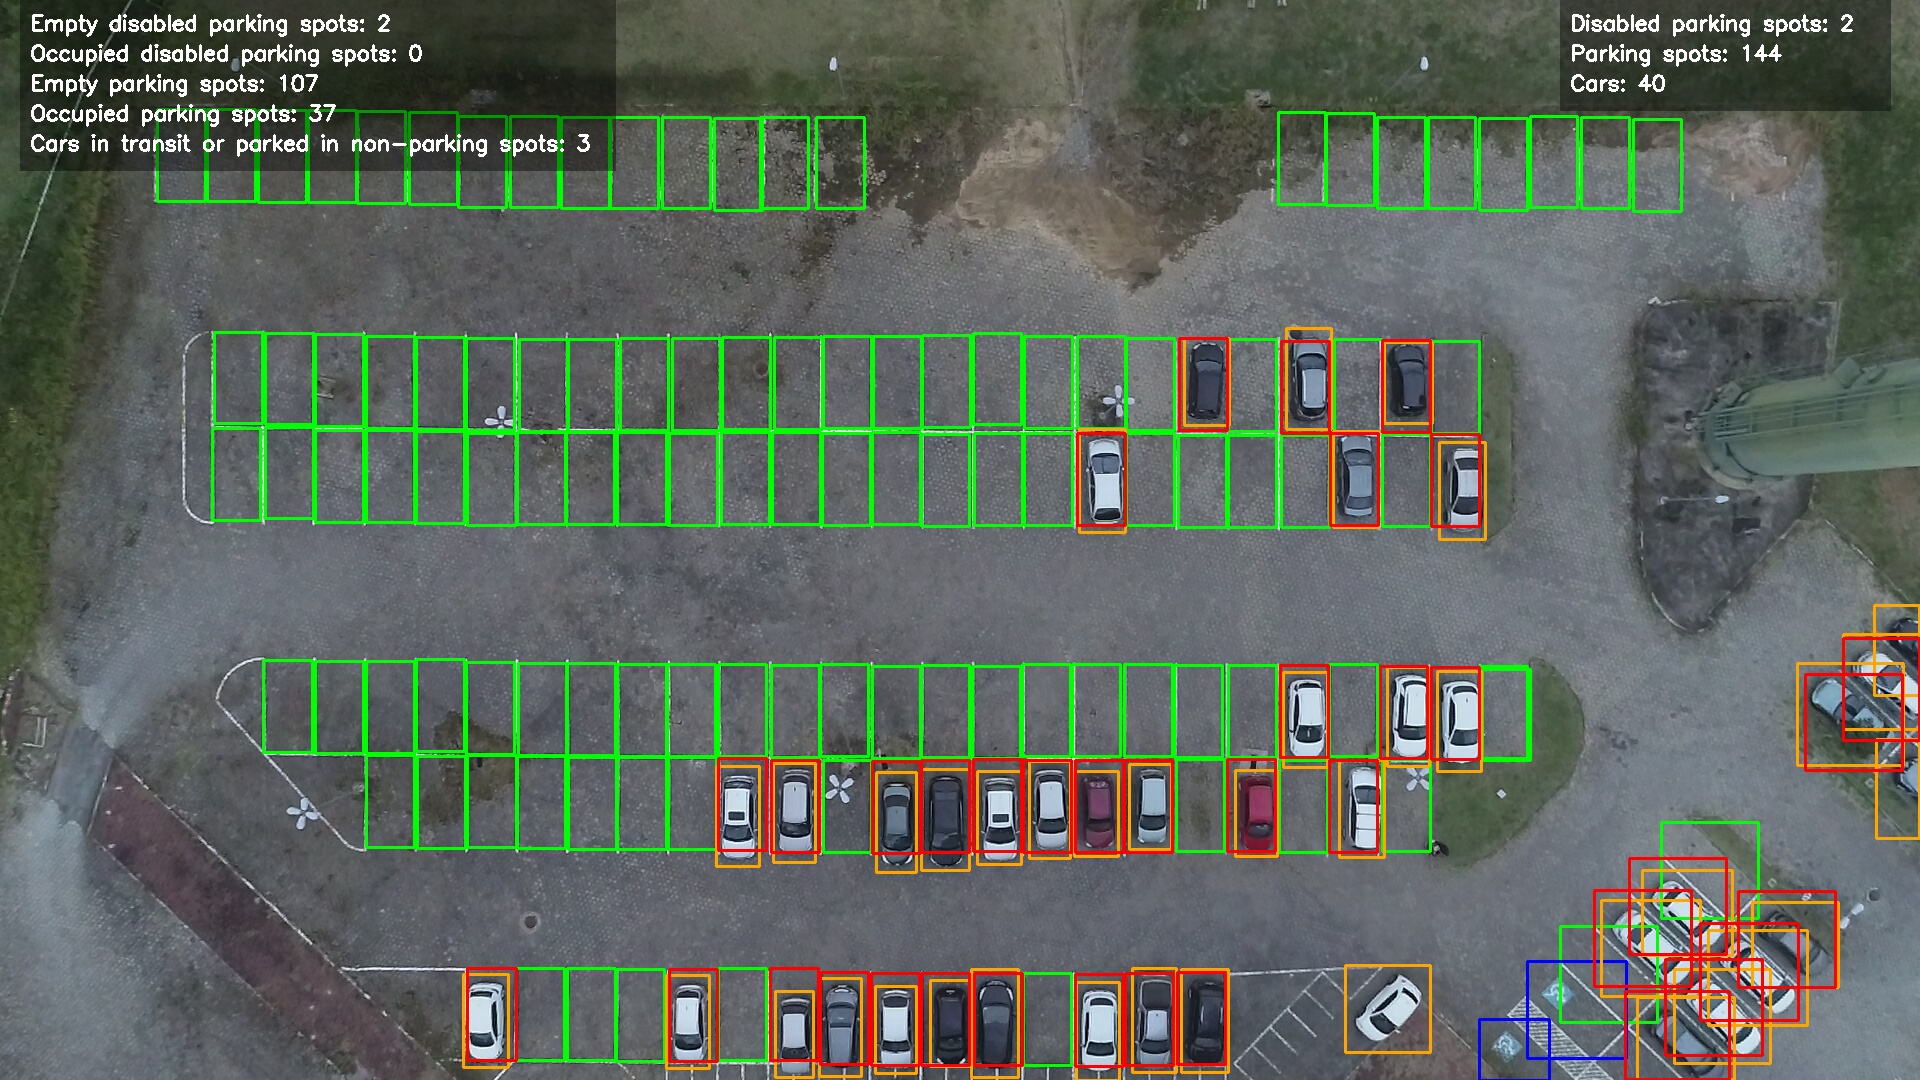 Empty disabled parking spots: 2
Occupied disabled parking spots: 0
Empty parking spots: 107
Occupied parking spots: 37
Cars in transit or parked in non-parking spots: 3
Disabled parking spots: 2
Parking spots: 144
Cars: 40